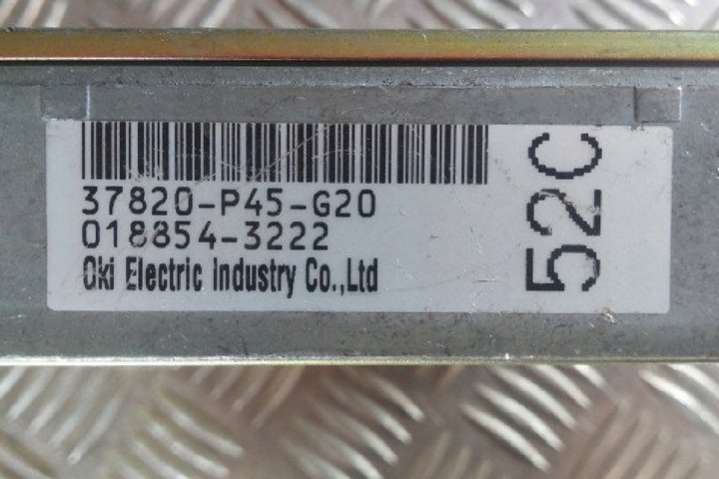 37820-P45-G20
018854-3222
Oki Electric Industry Co.,Ltd
52C